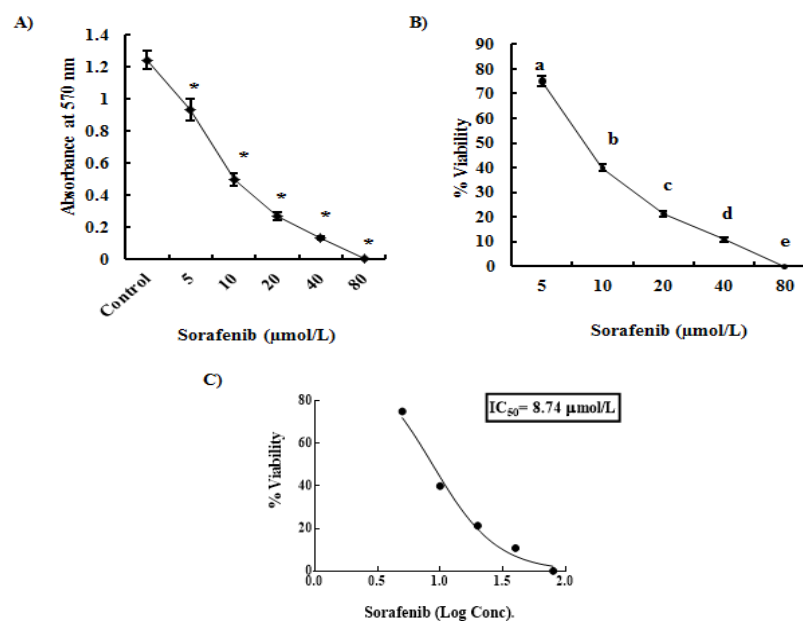 A)
Absorbance at 570 nm
1.4
1.2
1
0.8
0.6
0.4
0.2
0
*
*
*
*
*
Control
5
10
20
40
80
Sorafenib (μmol/L)
B)
% Viability
90
80
70
60
50
40
30
20
10
0
a
b
c
d
e
5
10
20
40
80
Sorafenib (μmol/L)
C)
IC50= 8.74 μmol/L
% Viability
80
60
40
20
0
0.0
0.5
1.0
1.5
2.0
Sorafenib (Log Conc).